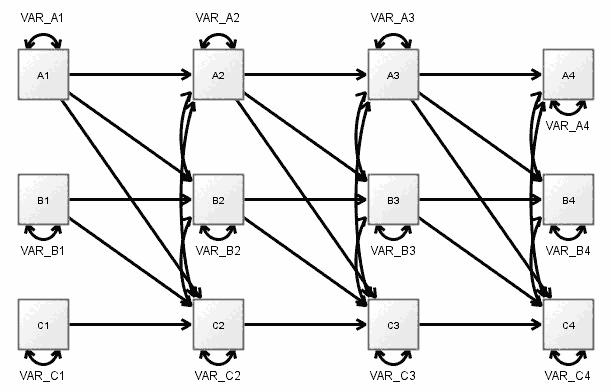 VAR_A1 VAR_A2 VAR_A3
A1 A2 A3 A4
VAR_A4
B1 B2 B3 B4
VAR_B1 VAR_B2 VAR_B3 VAR_B4
C1 C2 C3 C4
VAR_C1 VAR_C2 VAR_C3 VAR_C4